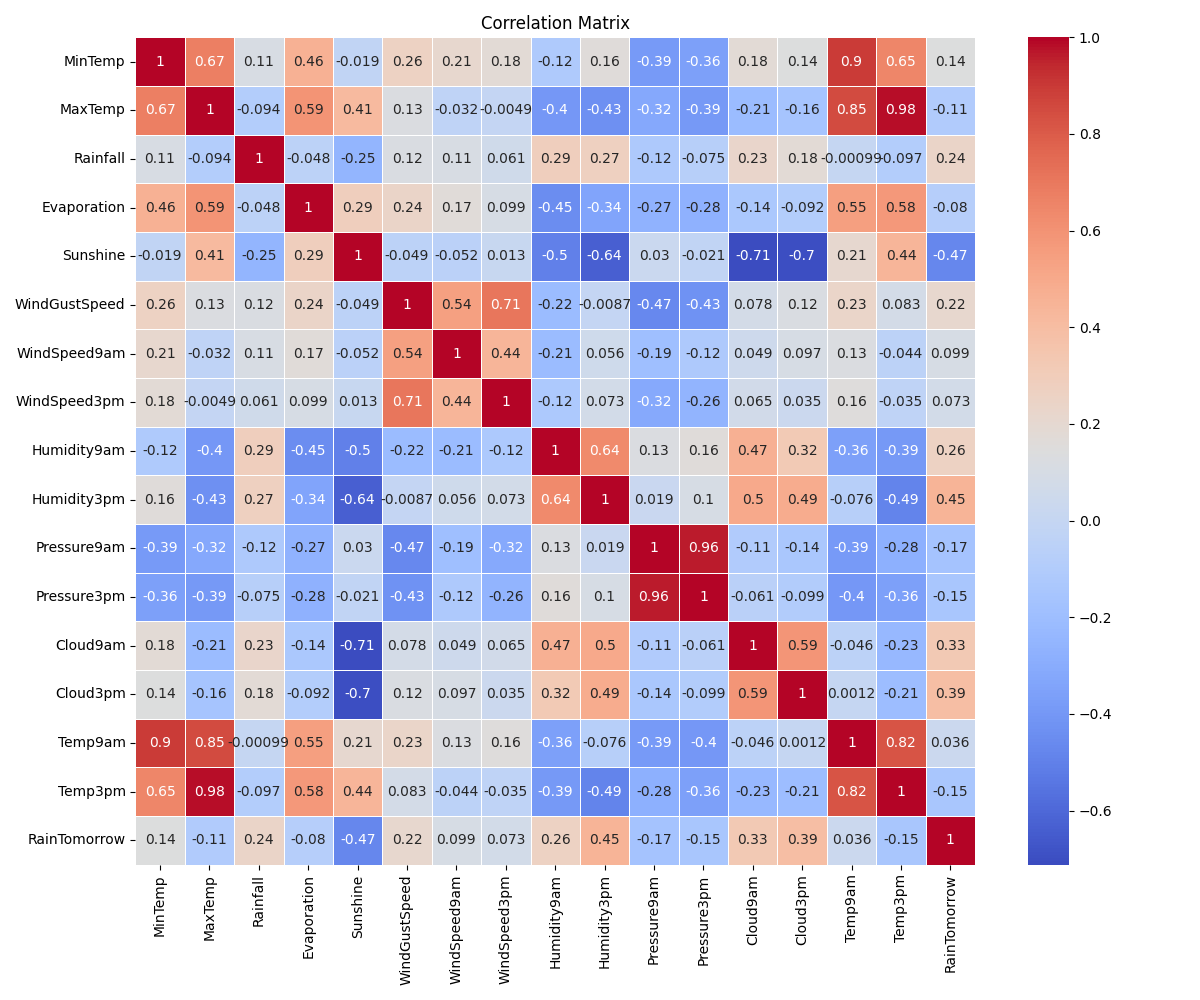 Correlation Matrix
MinTemp 1 0.67 0.11 0.46 -0.019 0.26 0.21 0.18 -0.12 0.16 -0.39 -0.36 0.18 0.14 0.9 0.65 0.14
MaxTemp 0.67 1 -0.094 0.59 0.41 0.13 -0.032 -0.0049 -0.4 -0.43 -0.32 -0.39 -0.21 -0.16 0.85 0.98 -0.11
Rainfall 0.11 -0.094 1 -0.048 -0.25 0.12 0.11 0.061 0.29 0.27 -0.12 -0.075 0.23 0.18 -0.00099 -0.097 0.24
Evaporation 0.46 0.59 -0.048 1 0.29 0.24 0.17 0.099 -0.45 -0.34 -0.27 -0.28 -0.14 -0.092 0.55 0.58 -0.08
Sunshine -0.019 0.41 -0.25 0.29 1 -0.049 -0.052 0.013 -0.5 -0.64 0.03 -0.021 -0.71 -0.7 0.21 0.44 -0.47
WindGustSpeed 0.26 0.13 0.12 0.24 -0.049 1 0.54 0.71 -0.22 -0.0087 -0.47 -0.43 0.078 0.12 0.23 0.083 0.22
WindSpeed9am 0.21 -0.032 0.11 0.17 -0.052 0.54 1 0.44 -0.21 0.056 -0.19 -0.12 0.049 0.097 0.13 -0.044 0.099
WindSpeed3pm 0.18 -0.0049 0.061 0.099 0.013 0.71 0.44 1 -0.12 0.073 -0.32 -0.26 0.065 0.035 0.16 -0.035 0.073
Humidity9am -0.12 -0.4 0.29 -0.45 -0.5 -0.22 -0.21 -0.12 1 0.64 0.13 0.16 0.47 0.32 -0.36 -0.39 0.26
Humidity3pm 0.16 -0.43 0.27 -0.34 -0.64 -0.0087 0.056 0.073 0.64 1 0.019 0.1 0.5 0.49 -0.076 -0.49 0.45
Pressure9am -0.39 -0.32 -0.12 -0.27 0.03 -0.47 -0.19 -0.32 0.13 0.019 1 0.96 -0.11 -0.14 -0.39 -0.28 -0.17
Pressure3pm -0.36 -0.39 -0.075 -0.28 -0.021 -0.43 -0.12 -0.26 0.16 0.1 0.96 1 -0.061 -0.099 -0.4 -0.36 -0.15
Cloud9am 0.18 -0.21 0.23 -0.14 -0.71 0.078 0.049 0.065 0.47 0.5 -0.11 -0.061 1 0.59 -0.046 -0.23 0.33
Cloud3pm 0.14 -0.16 0.18 -0.092 -0.7 0.12 0.097 0.035 0.32 0.49 -0.14 -0.099 0.59 1 0.0012 -0.21 0.39
Temp9am 0.9 0.85 -0.00099 0.55 0.21 0.23 0.13 0.16 -0.36 -0.076 -0.39 -0.4 -0.046 0.0012 1 0.82 0.036
Temp3pm 0.65 0.98 -0.097 0.58 0.44 0.083 -0.044 -0.035 -0.39 -0.49 -0.28 -0.36 -0.23 -0.21 0.82 1 -0.15
RainTomorrow 0.14 -0.11 0.24 -0.08 -0.47 0.22 0.099 0.073 0.26 0.45 -0.17 -0.15 0.33 0.39 0.036 -0.15 1
MinTemp MaxTemp Rainfall Evaporation Sunshine WindGustSpeed WindSpeed9am WindSpeed3pm Humidity9am Humidity3pm Pressure9am Pressure3pm Cloud9am Cloud3pm Temp9am Temp3pm RainTomorrow
1.0
0.8
0.6
0.4
0.2
0.0
−0.2
−0.4
−0.6